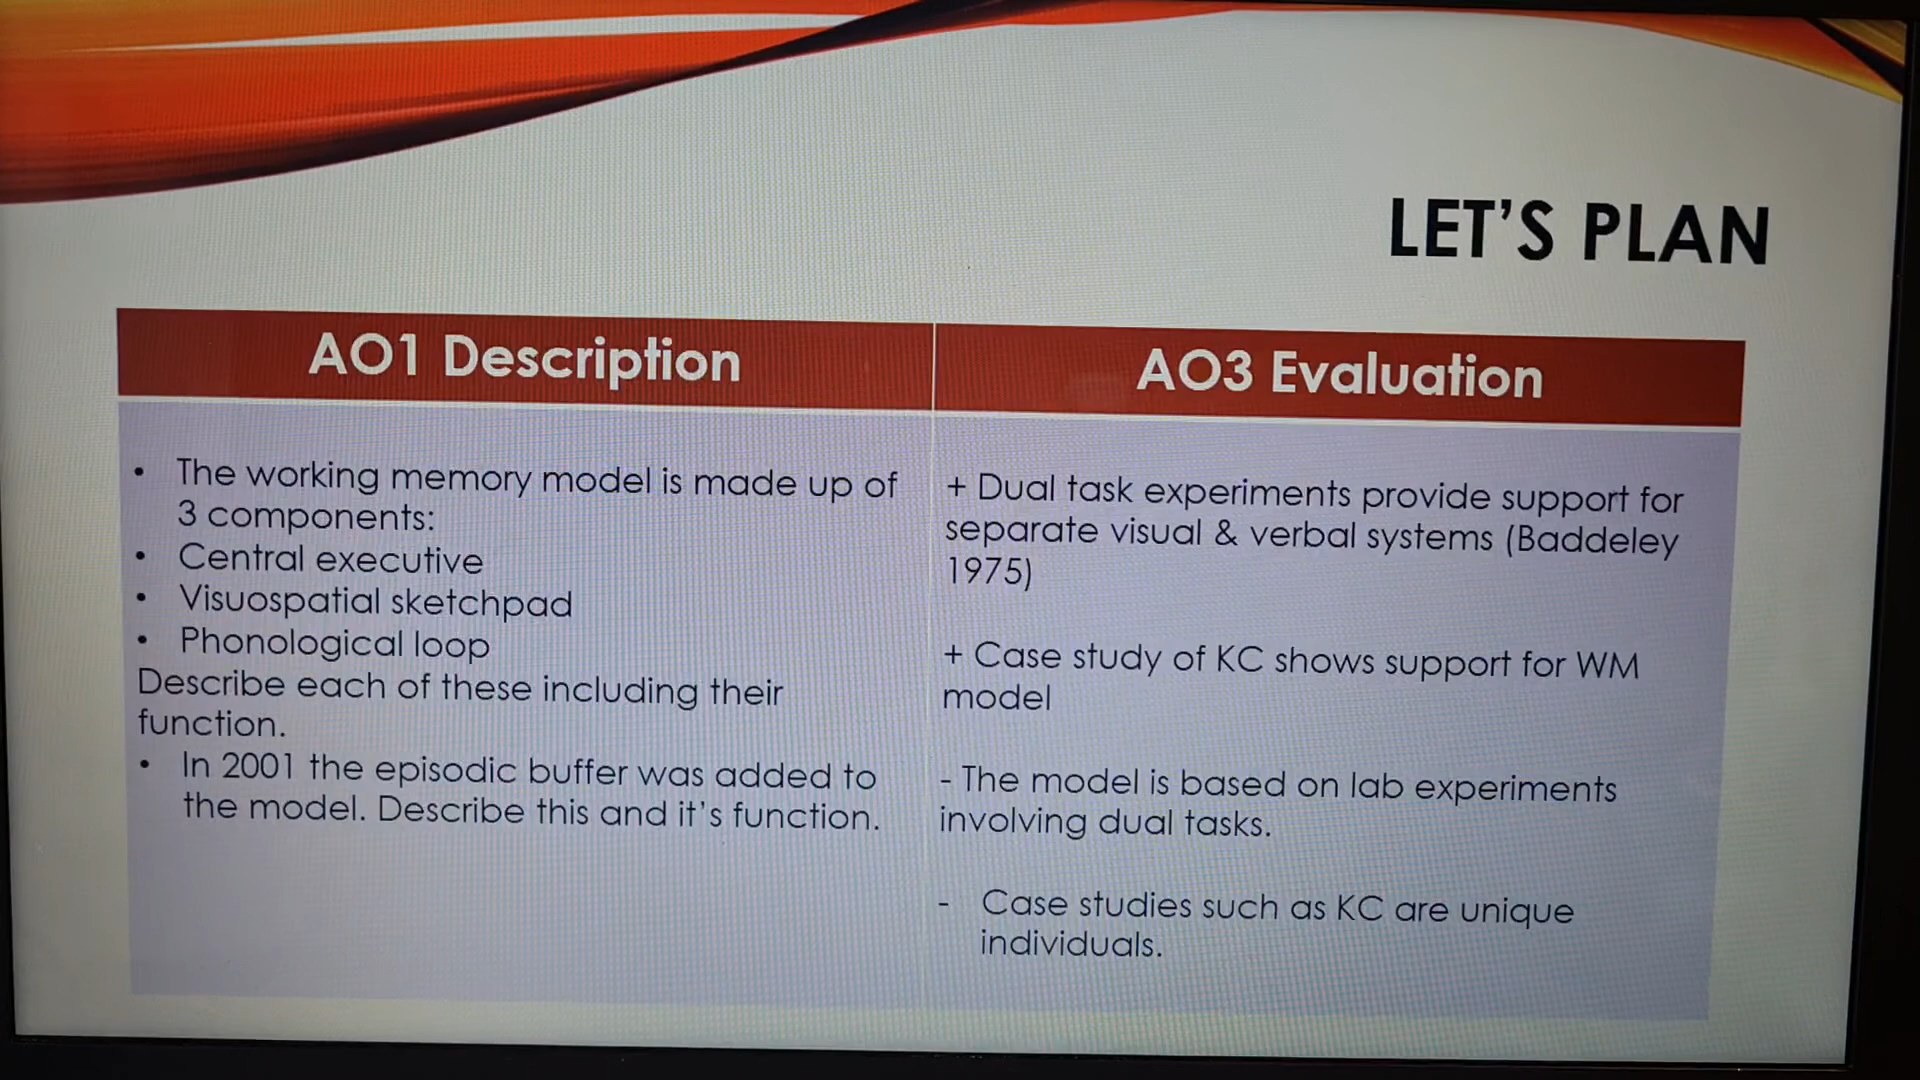 LET'S PLAN
AO1 Description
• The working memory model is made up of
3 components:
• Central executive
• Visuospatial sketchpad
• Phonological loop
Describe each of these including their
function.
• In 2001 the episodic buffer was added to
the model. Describe this and it's function.
AO3 Evaluation
+ Dual task experiments provide support for
separate visual & verbal systems (Baddeley
1975)
+ Case study of KC shows support for WM
model
- The model is based on lab experiments
involving dual tasks.
- Case studies such as KC are unique
individuals.